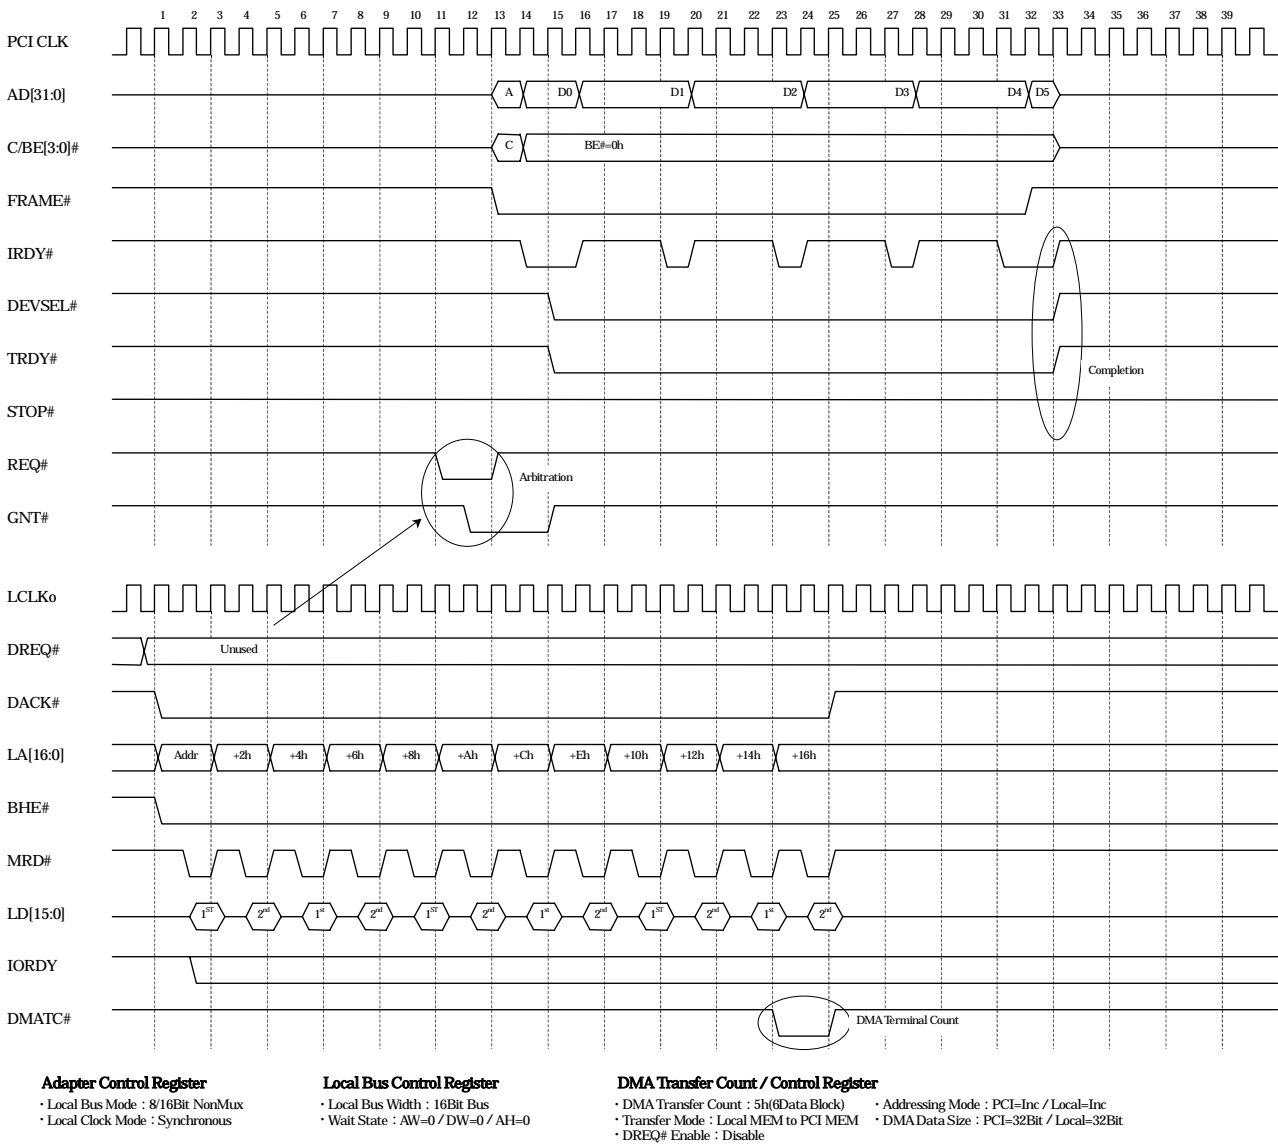 1 2 3 4 5 6 7 8 9 10 11 12 13 14 15 16 17 18 19 20 21 22 23 24 25 26 27 28 29 30 31 32 33 34 35 36 37 38 39
PCI CLK
AD[31:0] A D0 D1 D2 D3 D4 D5
C/BE[3:0]# C BE#=0h
FRAME#
IRDY#
DEVSEL#
TRDY#
Completion
STOP#
REQ#
Arbitration
GNT#
LCLKo
DREQ# Unused
DACK#
LA[16:0] Addr +2h +4h +6h +8h +Ah +Ch +Eh +10h +12h +14h +16h
BHE#
MRD#
LD[15:0] 1ST 2nd 1st 2nd 1ST 2nd 1st 2nd 1ST 2nd 1st 2nd
IORDY
DMATC# DMA Terminal Count
Adapter Control Register
・Local Bus Mode : 8/16Bit NonMux
・Local Clock Mode : Synchronous
Local Bus Control Register
・Local Bus Width : 16Bit Bus
・Wait State : AW=0 / DW=0 / AH=0
DMA Transfer Count / Control Register
・DMA Transfer Count : 5h(6Data Block)
・Transfer Mode : Local MEM to PCI MEM
・DREQ# Enable : Disable
・Addressing Mode : PCI=Inc / Local=Inc
・DMA Data Size : PCI=32Bit / Local=32Bit